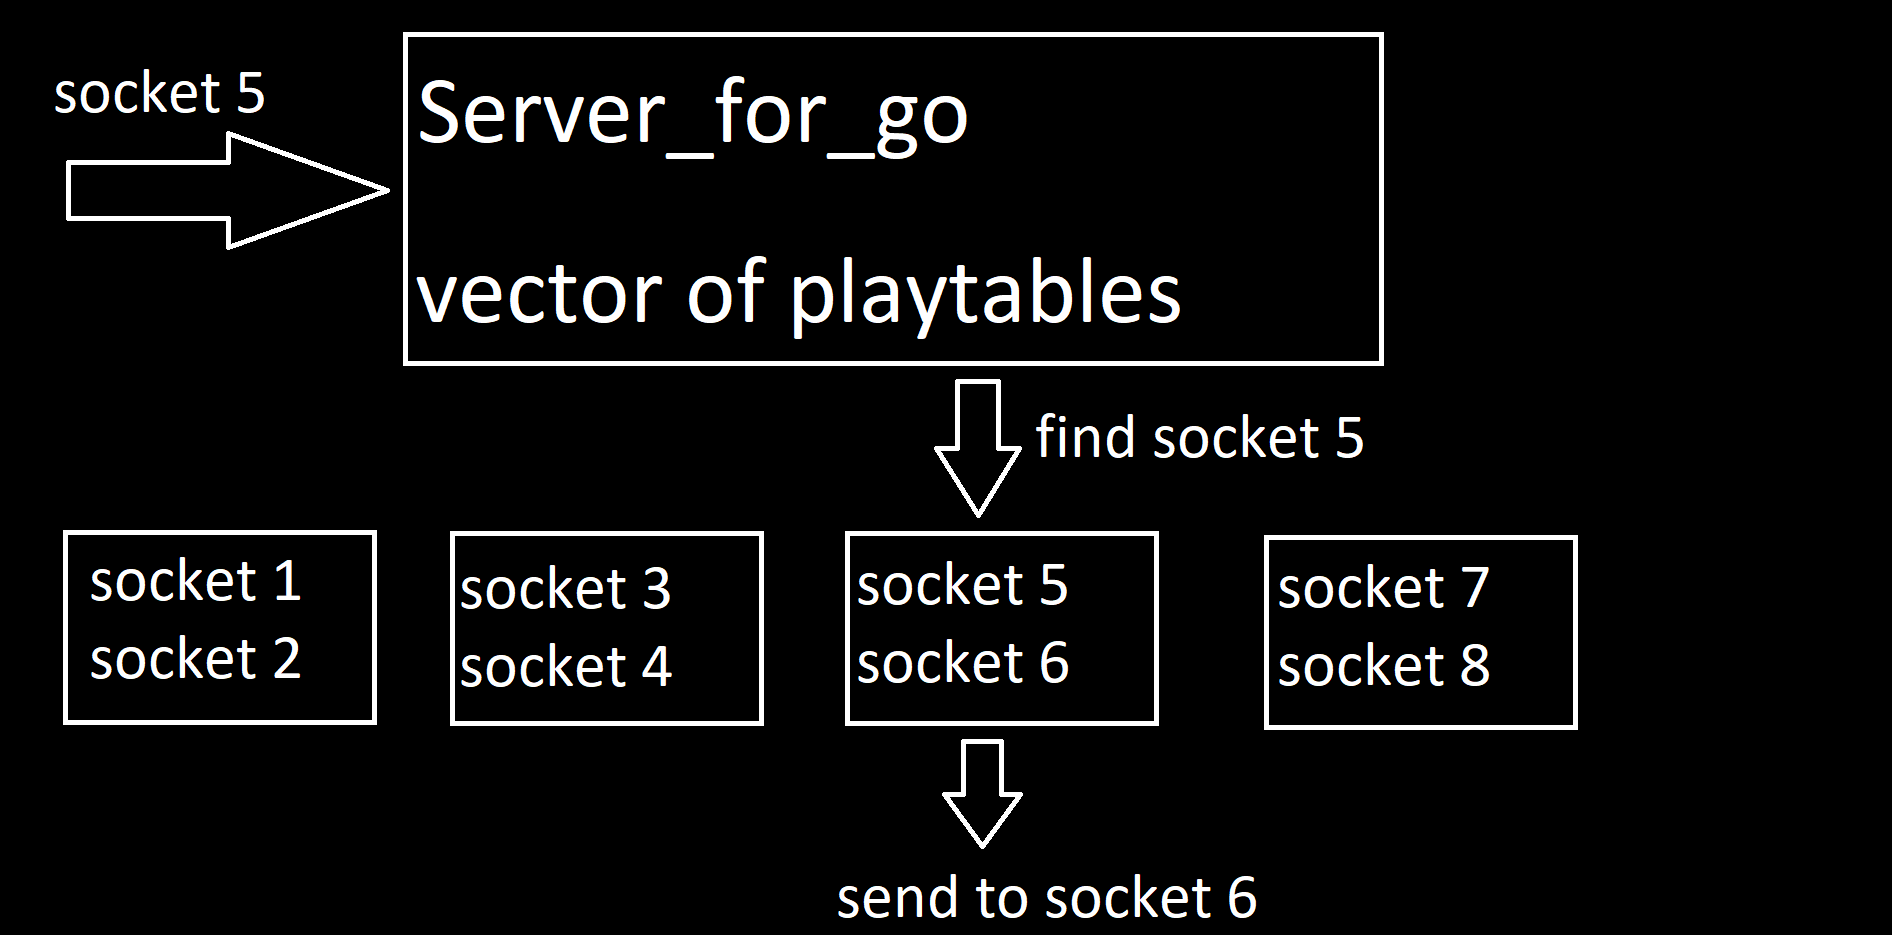 socket 5
Server_for_go
vector of playtables
find socket 5
socket 1
socket 2
socket 3
socket 4
socket 5
socket 6
socket 7
socket 8
send to socket 6